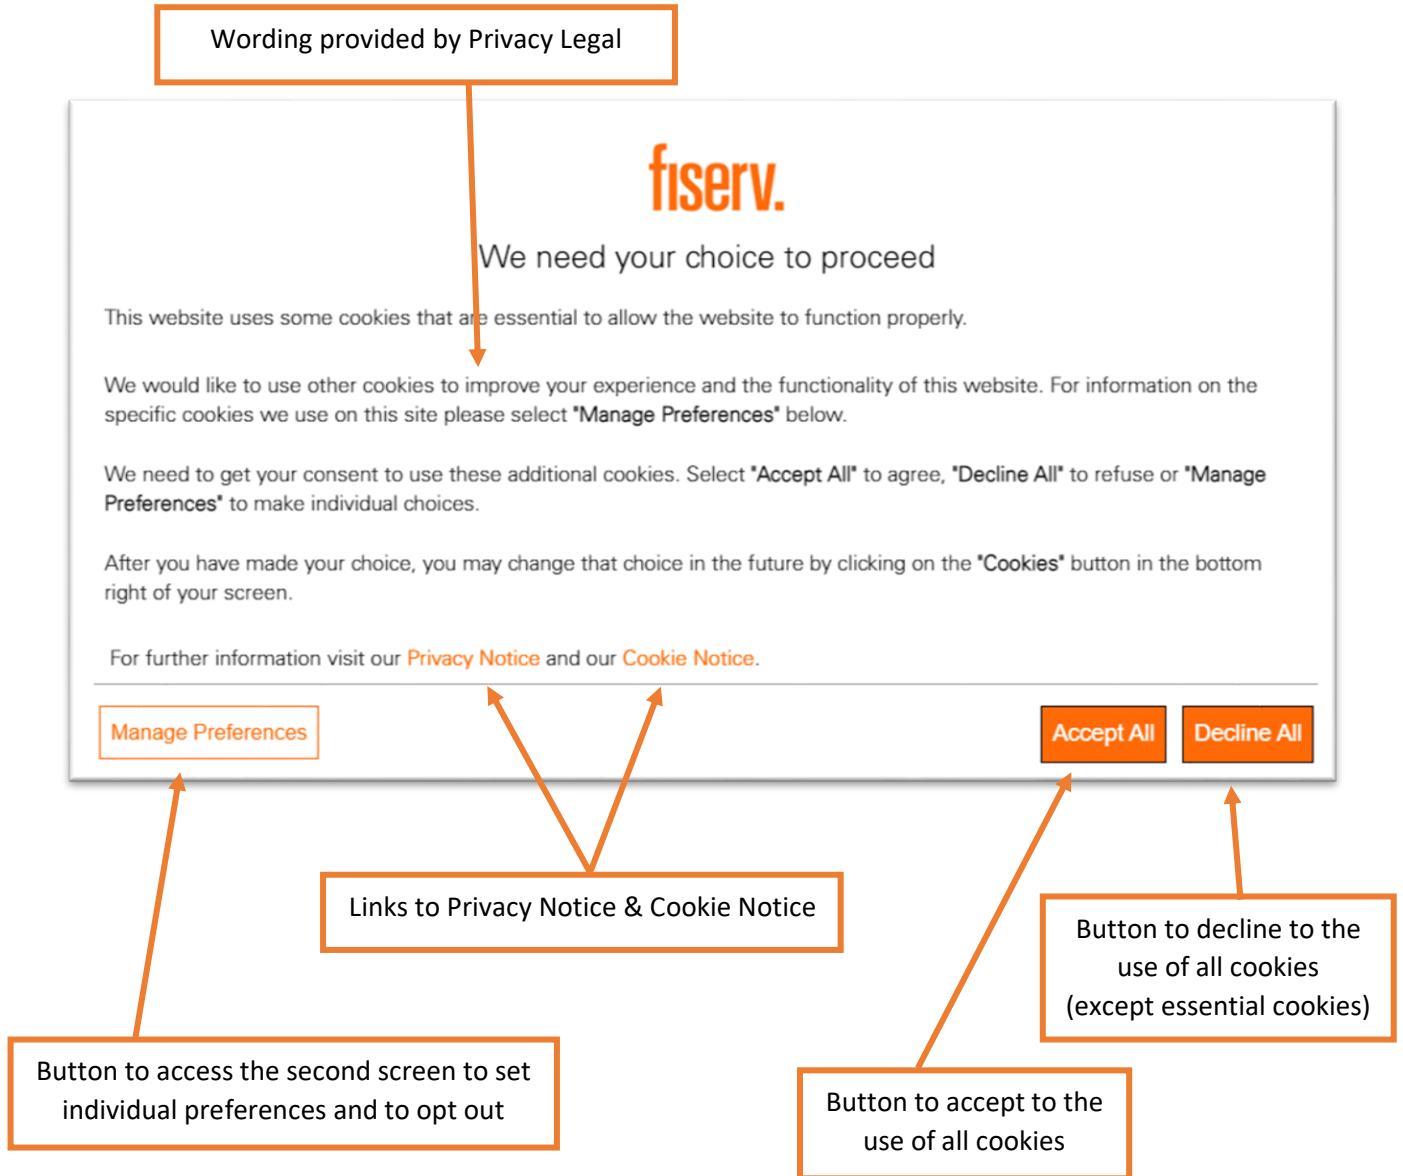 Wording provided by Privacy Legal
fiserv.
We need your choice to proceed
This website uses some cookies that are essential to allow the website to function properly.
We would like to use other cookies to improve your experience and the functionality of this website. For information on the
specific cookies we use on this site please select "Manage Preferences" below.
We need to get your consent to use these additional cookies. Select "Accept All" to agree, "Decline All" to refuse or "Manage
Preferences" to make individual choices.
After you have made your choice, you may change that choice in the future by clicking on the "Cookies" button in the bottom
right of your screen.
For further information visit our Privacy Notice and our Cookie Notice.
Manage Preferences
Accept All
Decline All
Links to Privacy Notice & Cookie Notice
Button to decline to the
use of all cookies
(except essential cookies)
Button to access the second screen to set
individual preferences and to opt out
Button to accept to the
use of all cookies